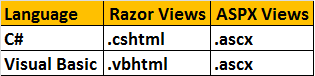 Language Razor Views ASPX Views
C# .cshtml .ascx
Visual Basic .vbhtml .ascx